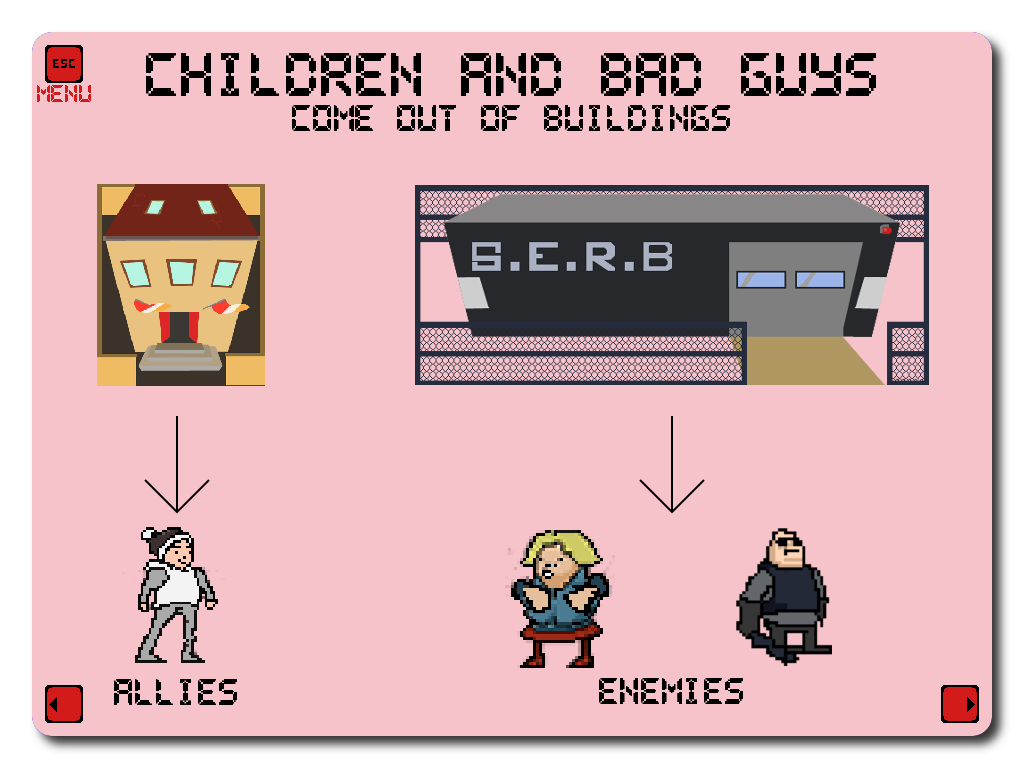 ESC
MENU
CHILDREN AND BAD GUYS
COME OUT OF BUILDINGS
S.E.R.B
ALLIES
ENEMIES